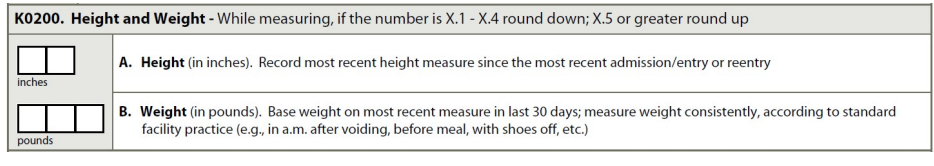 K0200. Height and Weight - While measuring, if the number is X.1 - X.4 round down; X.5 or greater round up
inches
A. Height (in inches). Record most recent height measure since the most recent admission/entry or reentry
pounds
B. Weight (in pounds). Base weight on most recent measure in last 30 days; measure weight consistently, according to standard
facility practice (e.g., in a.m. after voiding, before meal, with shoes off, etc.)